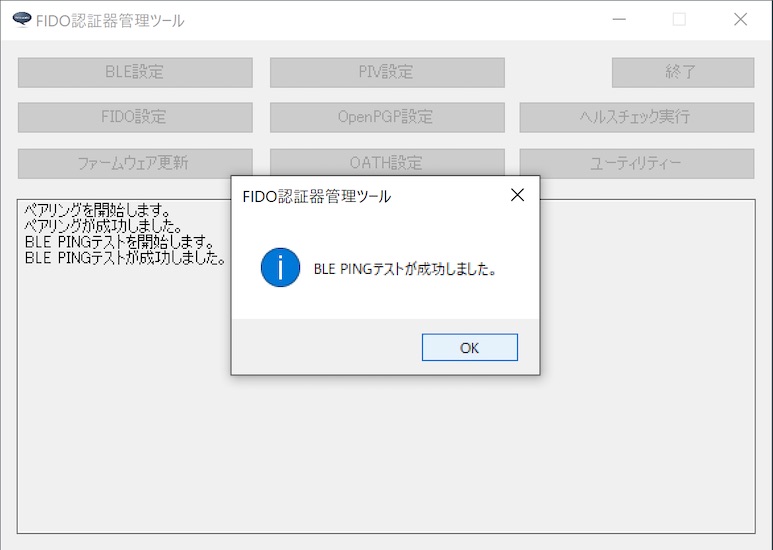 FIDO認証器管理ツール
BLE設定
PIV設定
終了
FIDO設定
OpenPGP設定
ヘルスチェック実行
ファームウェア更新
OATH設定
ユーティリティー
ペアリングを開始します。
ペアリングが成功しました。
BLE PINGテストを開始します。
BLE PINGテストが成功しました。
FIDO認証器管理ツール
BLE PINGテストが成功しました。
OK